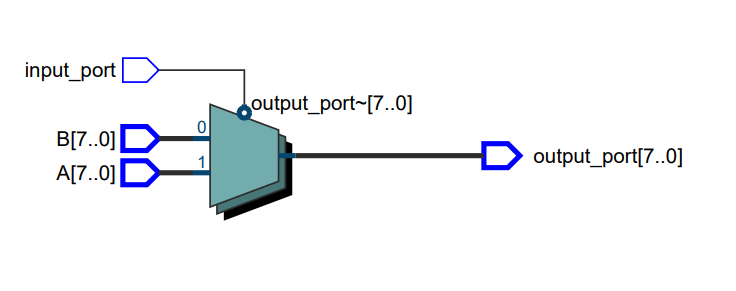 input_port
output_port~[7..0]
B[7..0]
0
A[7..0]
1
output_port[7..0]